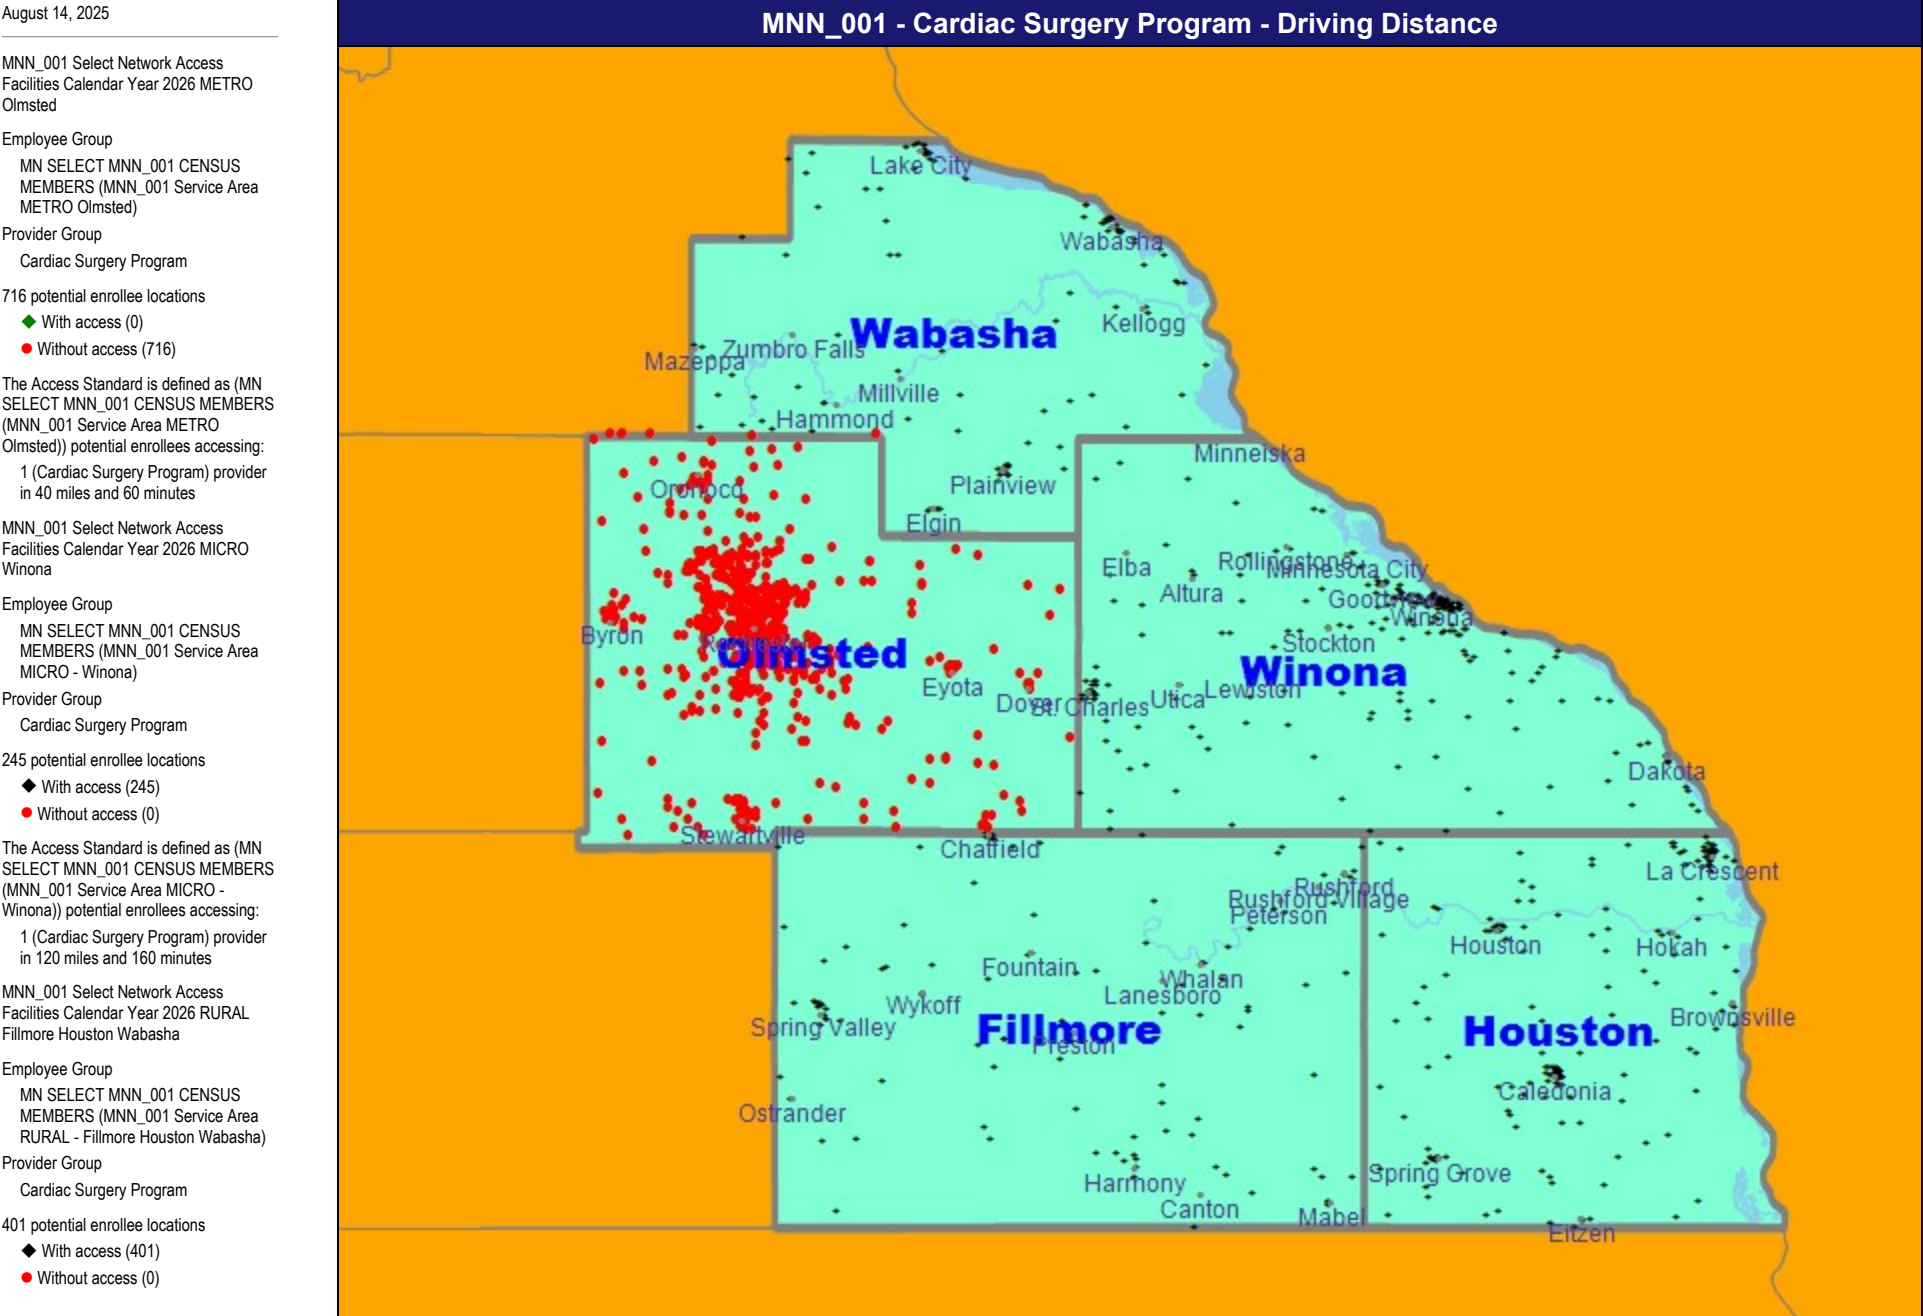 August 14, 2025
MNN_001 Select Network Access
Facilities Calendar Year 2026 METRO
Olmsted
Employee Group
MN SELECT MNN_001 CENSUS
MEMBERS (MNN_001 Service Area
METRO Olmsted)
Provider Group
Cardiac Surgery Program
716 potential enrollee locations
With access (0)
Without access (716)
The Access Standard is defined as (MN
SELECT MNN_001 CENSUS MEMBERS
(MNN_001 Service Area METRO
Olmsted)) potential enrollees accessing:
1 (Cardiac Surgery Program) provider
in 40 miles and 60 minutes
MNN_001 Select Network Access
Facilities Calendar Year 2026 MICRO
Winona
Employee Group
MN SELECT MNN_001 CENSUS
MEMBERS (MNN_001 Service Area
MICRO - Winona)
Provider Group
Cardiac Surgery Program
245 potential enrollee locations
With access (245)
Without access (0)
The Access Standard is defined as (MN
SELECT MNN_001 CENSUS MEMBERS
(MNN_001 Service Area MICRO -
Winona)) potential enrollees accessing:
1 (Cardiac Surgery Program) provider
in 120 miles and 160 minutes
MNN_001 Select Network Access
Facilities Calendar Year 2026 RURAL
Fillmore Houston Wabasha
Employee Group
MN SELECT MNN_001 CENSUS
MEMBERS (MNN_001 Service Area
RURAL - Fillmore Houston Wabasha)
Provider Group
Cardiac Surgery Program
401 potential enrollee locations
With access (401)
Without access (0)
MNN_001 - Cardiac Surgery Program - Driving Distance
Lake City
Wabasha
Kellogg
Wabasha
Zumbro Falls
Mazeppa
Millville
Hammond
Minneiska
Plainview
Oronoco
Elgin
Elba
Rollingstone
Minnesota City
Altura
Goodview
Winona
Byron
Stockton
Rochester
Olmsted
Winona
Eyota
Dover
St. Charles
Utica
Lewiston
Dakota
Stewartville
Chatfield
La Crescent
Rushford
Rushford Village
Peterson
Houston
Hokah
Fountain
Whalan
Lanesboro
Wykoff
Spring Valley
Fillmore
Preston
Houston
Brownsville
Caledonia
Ostrander
Harmony
Spring Grove
Canton
Mabel
Eitzen